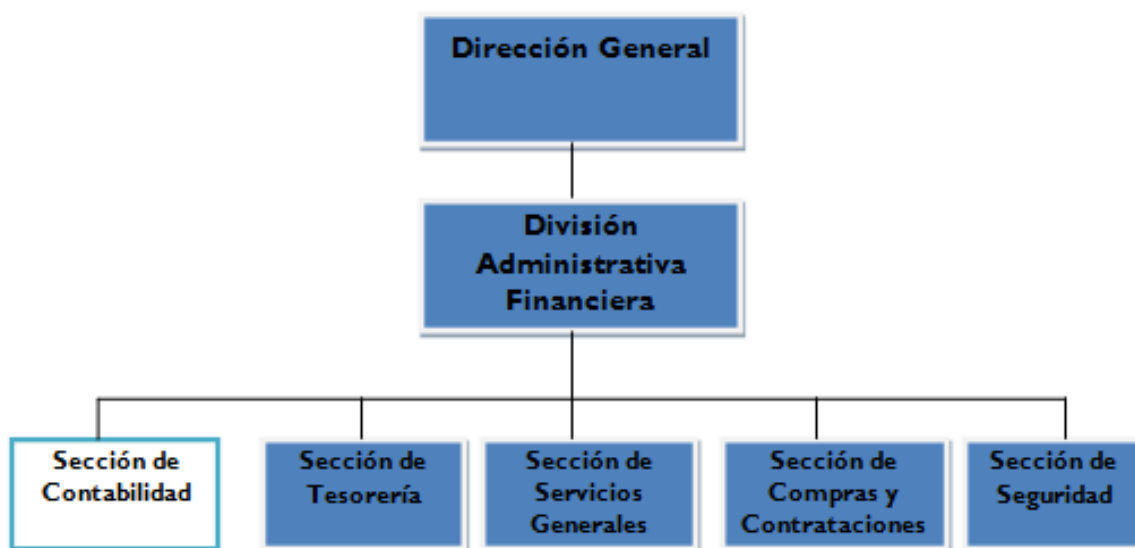 Dirección General
División
Administrativa
Financiera
Sección de
Contabilidad
Sección de
Tesorería
Sección de
Servicios
Generales
Sección de
Compras y
Contrataciones
Sección de
Seguridad